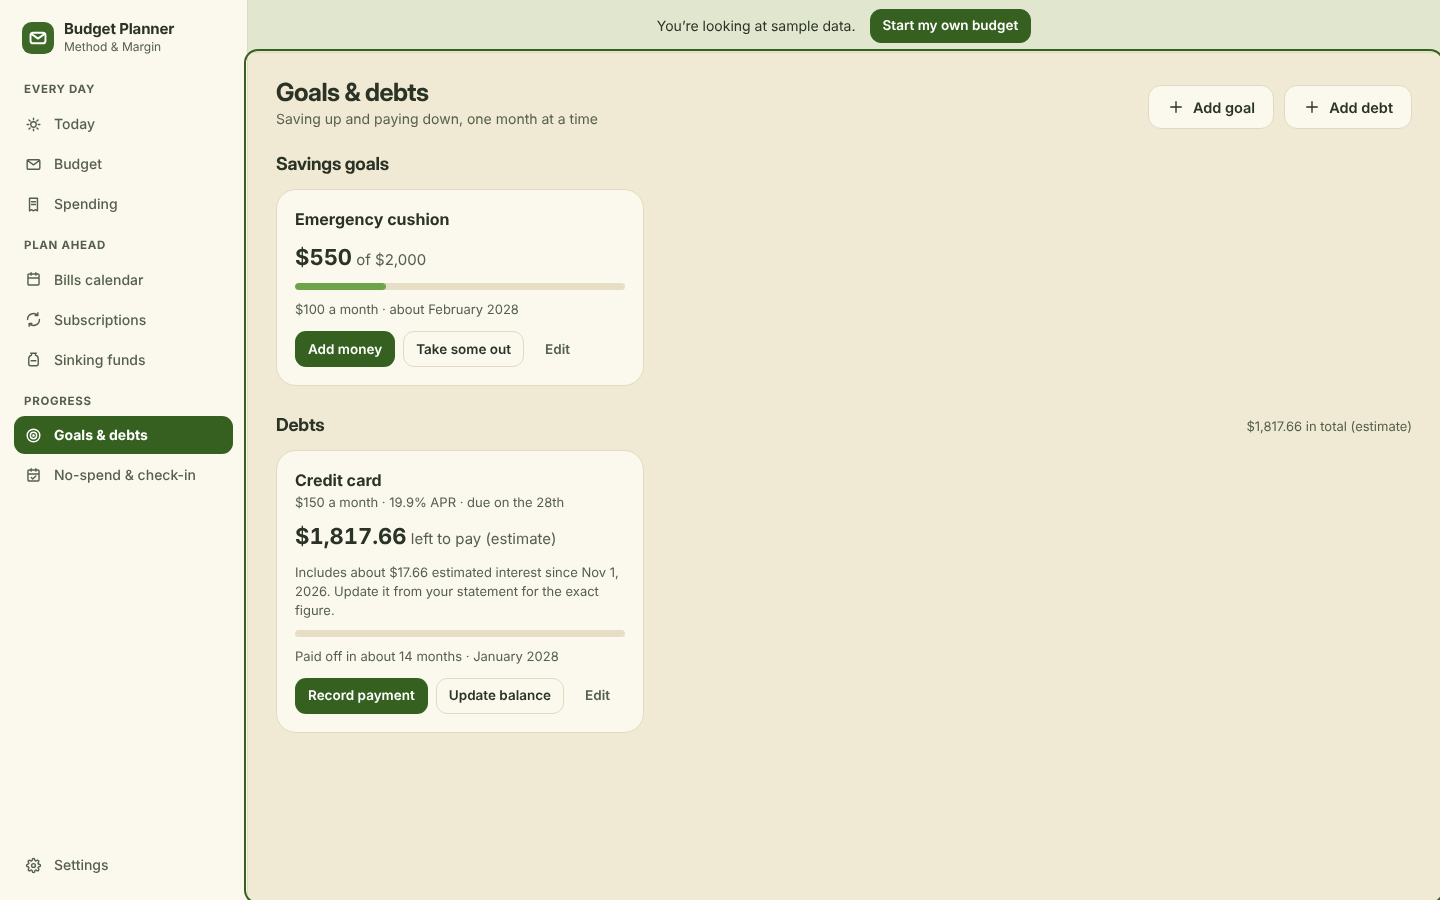 Budget Planner
Method & Margin
EVERY DAY
Today
Budget
Spending
PLAN AHEAD
Bills calendar
Subscriptions
Sinking funds
PROGRESS
Goals & debts
No-spend & check-in
Settings
You’re looking at sample data.
Start my own budget
Goals & debts
Saving up and paying down, one month at a time
Add goal
Add debt
Savings goals
Emergency cushion
$550 of $2,000
$100 a month · about February 2028
Add money
Take some out
Edit
Debts
$1,817.66 in total (estimate)
Credit card
$150 a month · 19.9% APR · due on the 28th
$1,817.66 left to pay (estimate)
Includes about $17.66 estimated interest since Nov 1,
2026. Update it from your statement for the exact
figure.
Paid off in about 14 months · January 2028
Record payment
Update balance
Edit